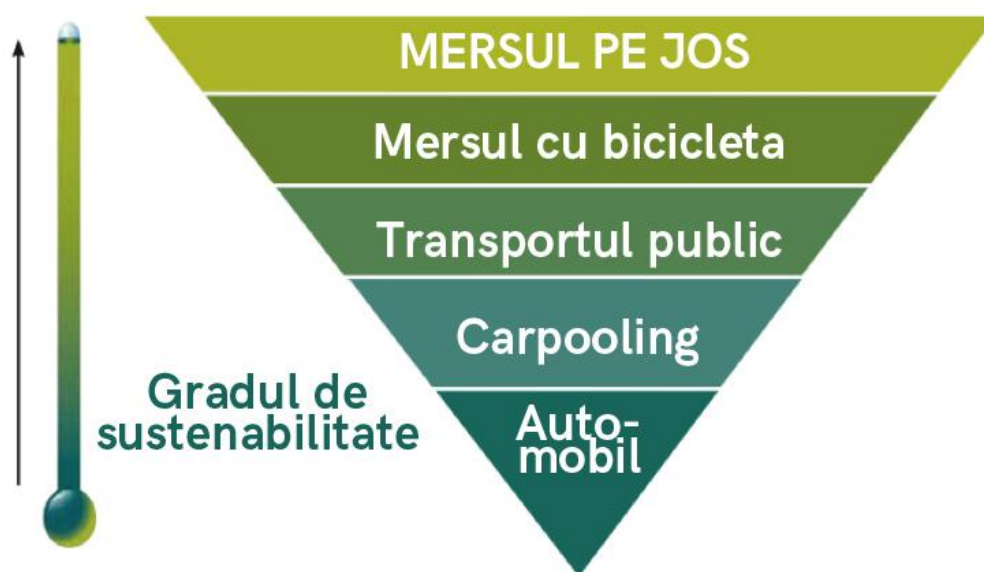 MERSUL PE JOS
Mersul cu bicicleta
Transportul public
Carpooling
Gradul de
sustenabilitate
Auto-
mobil